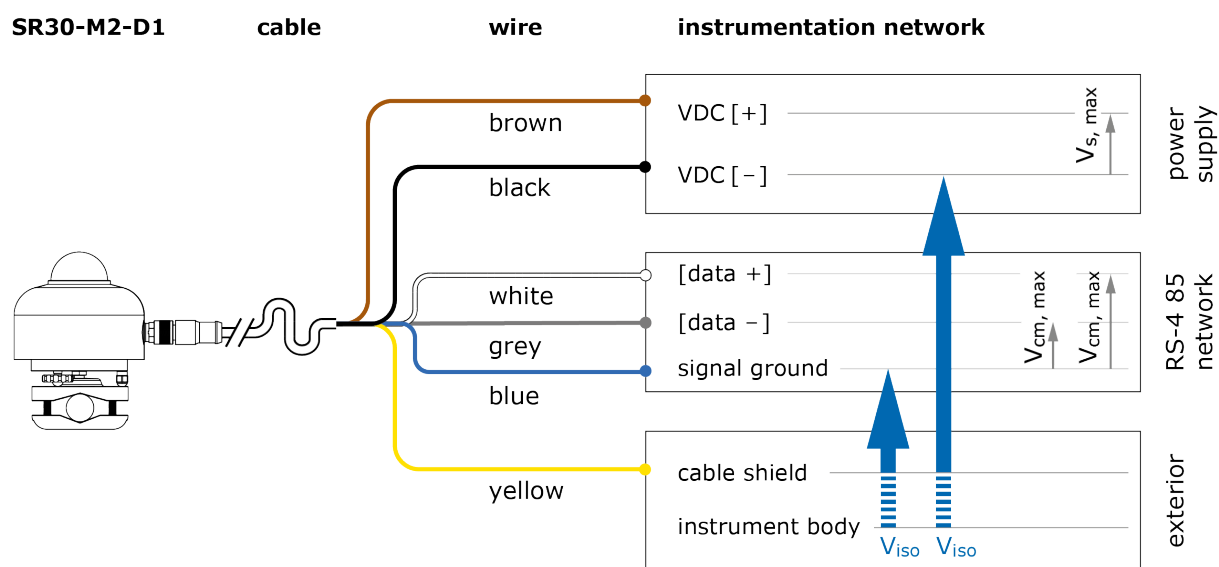 SR30-M2-D1 cable wire instrumentation network
brown
VDC [+]
Vs, max
power
supply
black
VDC [−]
white
[data +]
Vcm, max
Vcm, max
RS-4 85
network
grey
[data −]
blue
signal ground
yellow
cable shield
exterior
instrument body
Viso Viso